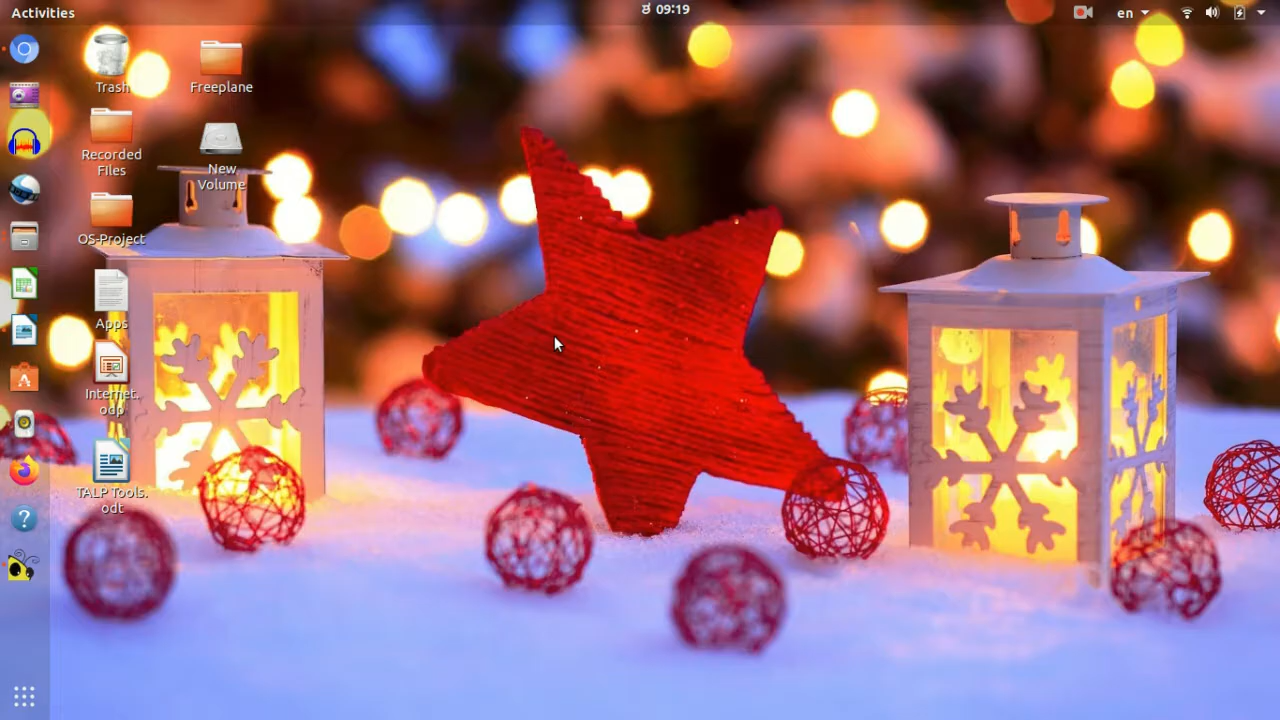 Activities
ಶ 09:19
en
Trash
Freeplane
Recorded
FIles
New
Volume
OS-Project
Apps
Internet.
odp
TALP Tools.
odt